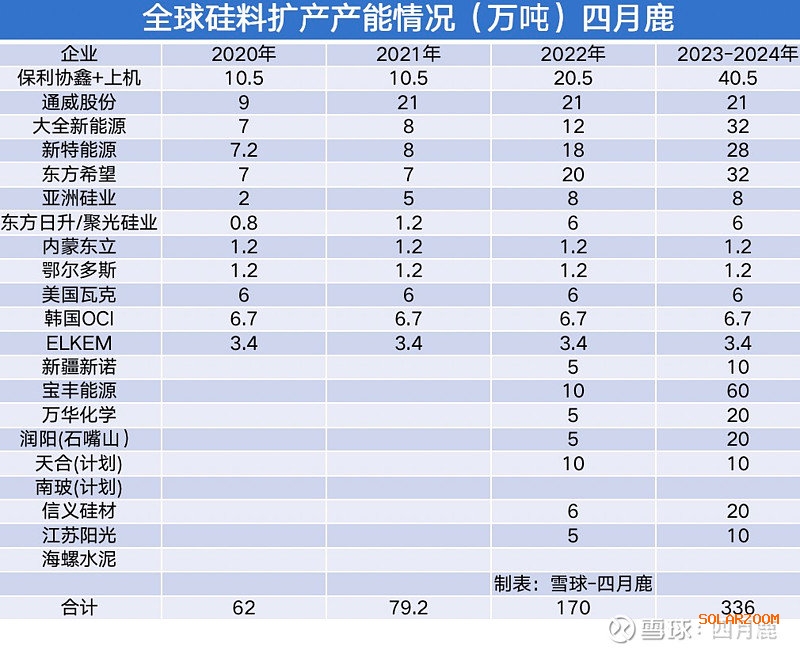 全球硅料扩产产能情况（万吨）四月鹿
企业 2020年 2021年 2022年 2023-2024年
保利协鑫+上机 10.5 10.5 20.5 40.5
通威股份 9 21 21 21
大全新能源 7 8 12 32
新特能源 7.2 8 18 28
东方希望 7 7 20 32
亚洲硅业 2 5 8 8
东方日升/聚光硅业 0.8 1.2 6 6
内蒙东立 1.2 1.2 1.2 1.2
鄂尔多斯 1.2 1.2 1.2 1.2
美国瓦克 6 6 6 6
韩国OCI 6.7 6.7 6.7 6.7
ELKEM 3.4 3.4 3.4 3.4
新疆新诺 5 10
宝丰能源 10 60
万华化学 5 20
润阳(石嘴山） 5 20
天合(计划) 10 10
南玻(计划)
信义硅材 6 20
江苏阳光 5 10
海螺水泥
制表：雪球-四月鹿
合计 62 79.2 170 336
SOLARZOOM
雪球：四月鹿